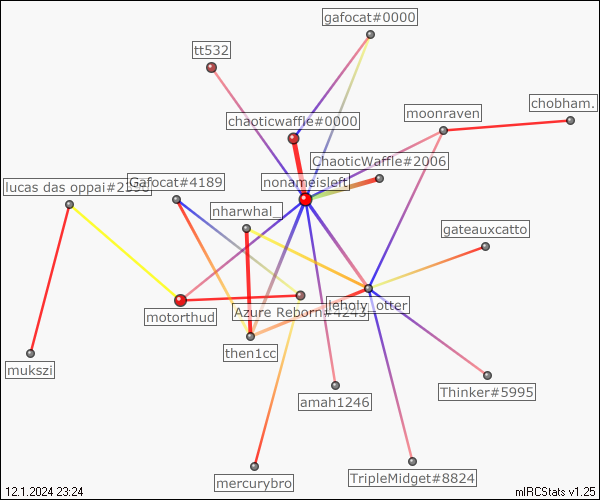 gafocat#0000
tt532
chobham.
moonraven
chaoticwaffle#0000
ChaoticWaffle#2006
nonameisleft
Gafocat#4189
lucas das oppai#2
nharwhal_
gateauxcatto
leholy_otter
Azure Reborn#4243
motorthud
then1cc
mukszi
Thinker#5995
amah1246
TripleMidget#8824
mercurybro
12.1.2024 23:24
mIRCStats v1.25